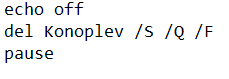 echo off
del Konoplev /S /Q /F
pause